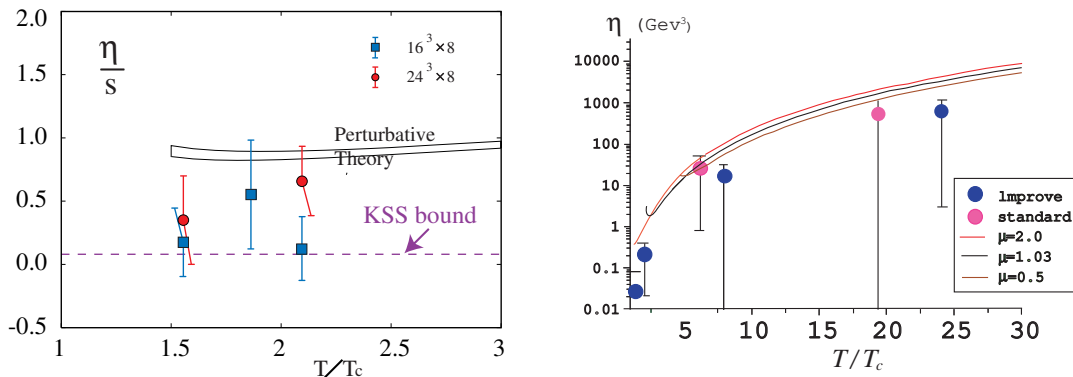 2.0
1.5
1.0
0.5
0.0
-0.5
η
s
16³×8
24³×8
Perturbative
Theory
KSS bound
1
1.5
2
2.5
3
T/Tc
η (Gev³)
10000
1000
100
10
1
0.1
0.01
Improve
standard
μ=2.0
μ=1.03
μ=0.5
5
10
15
20
25
30
T/Tc